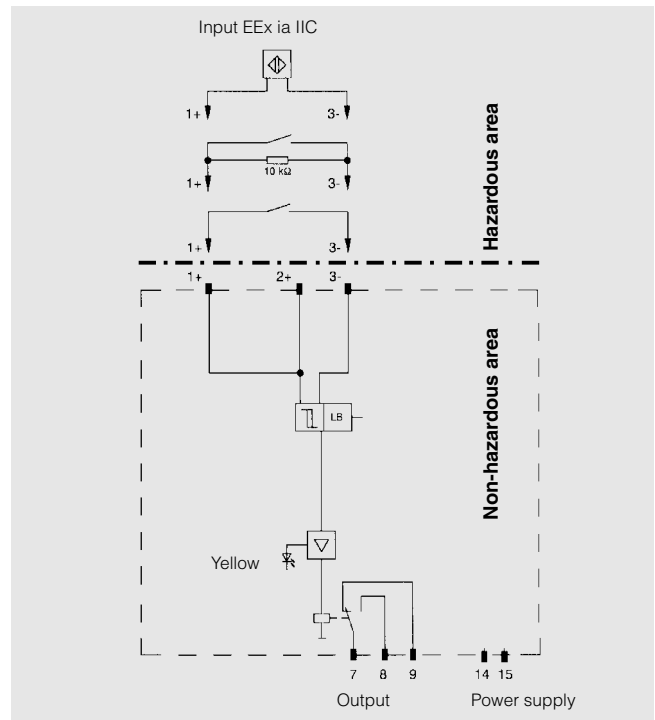 Input EEx ia IIC
1+ 3-
10 kΩ
1+ 3-
1+ 3-
Hazardous area
1+ 2+ 3-
LB
Non-hazardous area
Yellow
7 8 9 14 15
Output Power supply